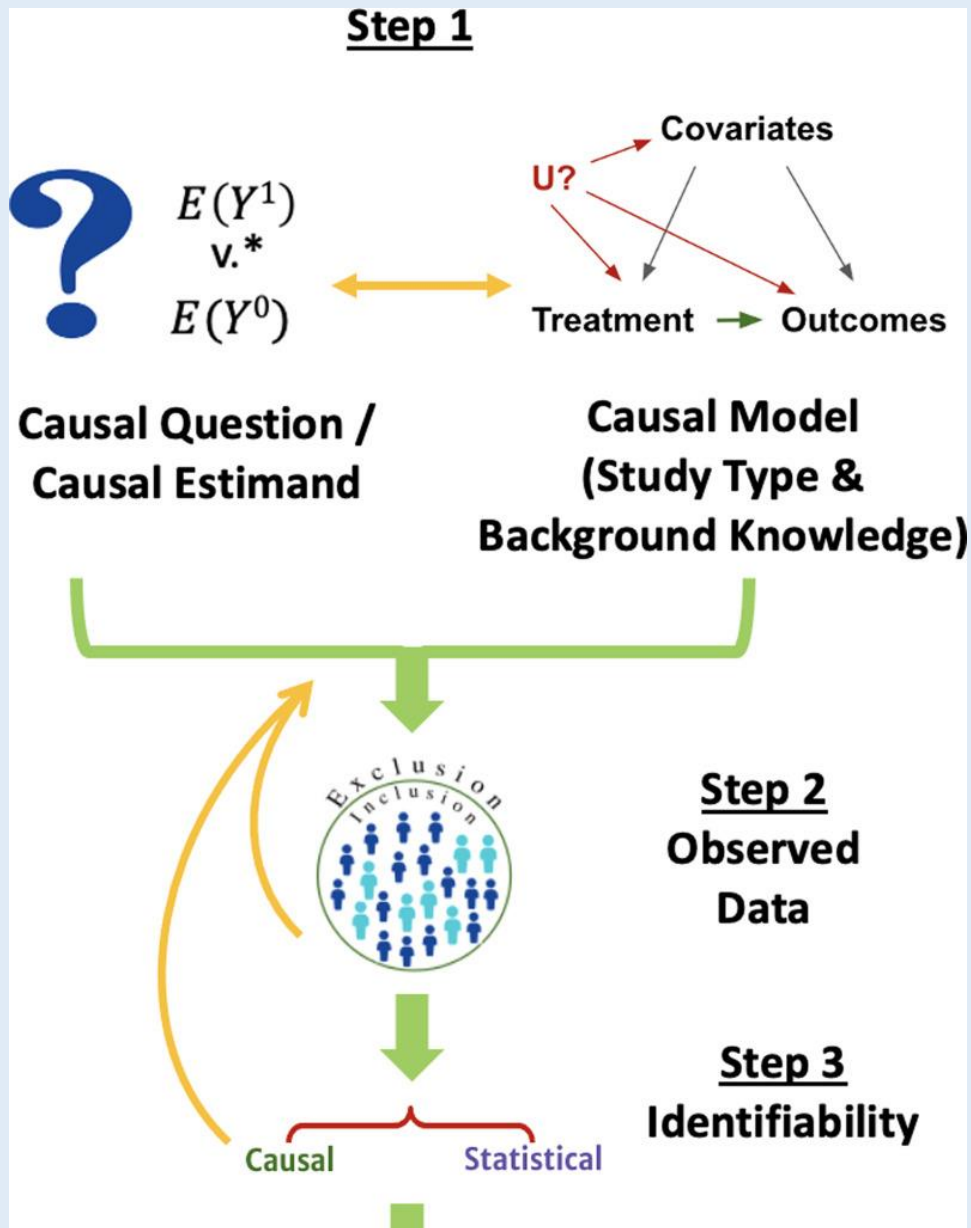 Step 1
Covariates
U?
E(Y¹)
v.*
E(Y⁰)
Treatment
Outcomes
Causal Question /
Causal Estimand
Causal Model
(Study Type &
Background Knowledge)
Exclusion
Inclusion
Step 2
Observed
Data
Step 3
Identifiability
Causal
Statistical